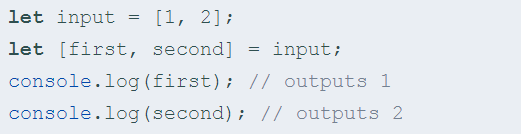 let input = [1, 2];
let [first, second] = input;
console.log(first); // outputs 1
console.log(second); // outputs 2